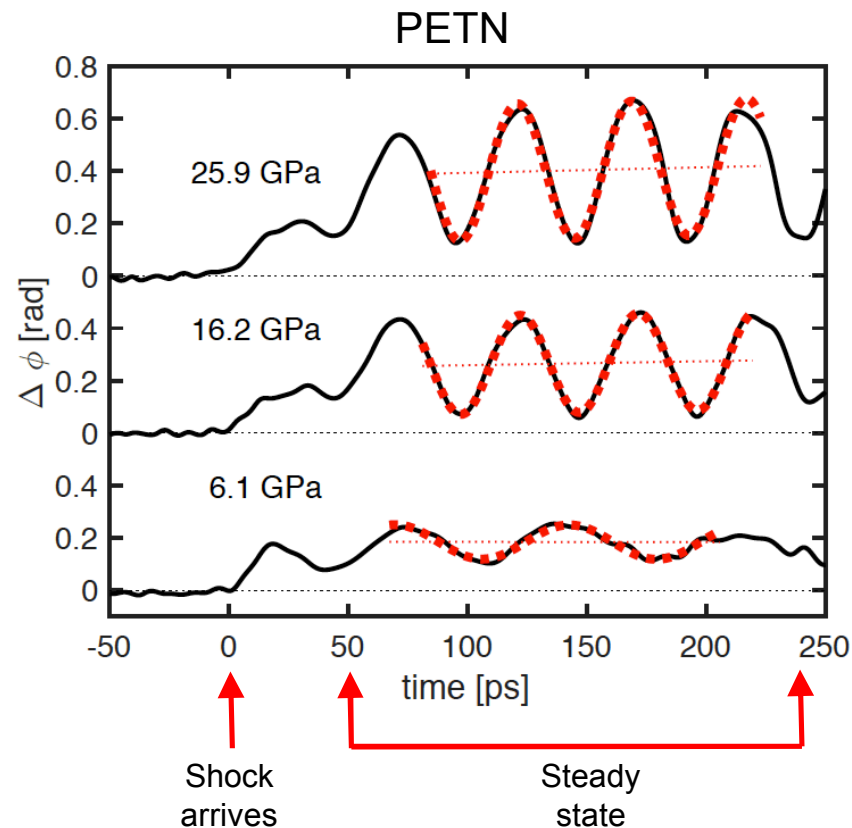 PETN
0.8
0.6
0.4
0.2
0
25.9 GPa
0.4
0.2
0
16.2 GPa
0.4
0.2
0
6.1 GPa
Δ ϕ [rad]
-50 0 50 100 150 200 250
time [ps]
Shock
arrives
Steady
state